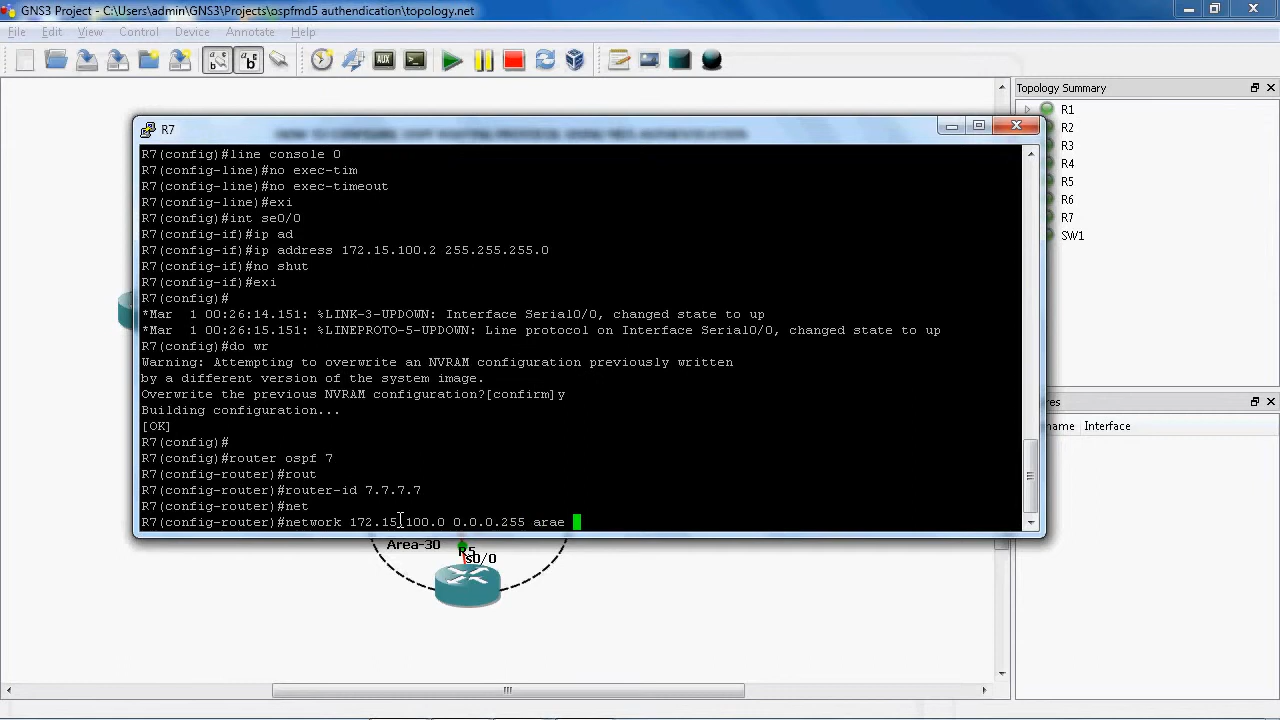 GNS3 Project - C:\Users\admin\GNS3\Projects\ospfmd5 authendication\topology.net
File Edit View Control Device Annotate Help
AUX
Topology Summary
R1
R2
R3
R4
R5
R6
R7
SW1
R7
R7(config)#line console 0
R7(config-line)#no exec-tim
R7(config-line)#no exec-timeout
R7(config-line)#exi
R7(config)#int se0/0
R7(config-if)#ip ad
R7(config-if)#ip address 172.15.100.2 255.255.255.0
R7(config-if)#no shut
R7(config-if)#exi
R7(config)#
*Mar  1 00:26:14.151: %LINK-3-UPDOWN: Interface Serial0/0, changed state to up
*Mar  1 00:26:15.151: %LINEPROTO-5-UPDOWN: Line protocol on Interface Serial0/0, changed state to up
R7(config)#do wr
Warning: Attempting to overwrite an NVRAM configuration previously written
by a different version of the system image.
Overwrite the previous NVRAM configuration?[confirm]y
Building configuration...
[OK]
R7(config)#
R7(config)#router ospf 7
R7(config-router)#rout
R7(config-router)#router-id 7.7.7.7
R7(config-router)#net
R7(config-router)#network 172.15.100.0 0.0.0.255 arae
Interface
Area-30
R5
s0/0